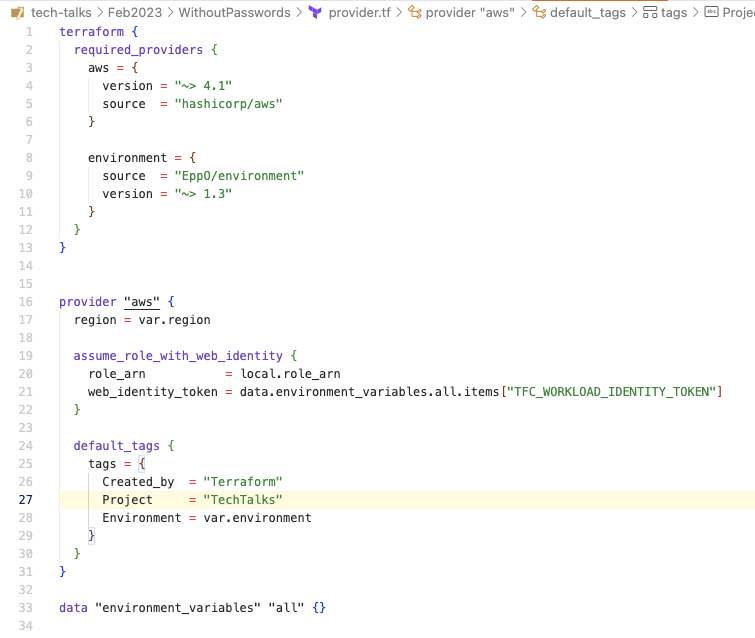 tech-talks > Feb2023 > WithoutPasswords > provider.tf > provider "aws" > default_tags > tags >
1 terraform {
2   required_providers {
3     aws = {
4       version = "~> 4.1"
5       source  = "hashicorp/aws"
6     }
7
8     environment = {
9       source  = "EppO/environment"
10       version = "~> 1.3"
11     }
12   }
13 }
14
15
16 provider "aws" {
17   region = var.region
18
19   assume_role_with_web_identity {
20     role_arn           = local.role_arn
21     web_identity_token = data.environment_variables.all.items["TFC_WORKLOAD_IDENTITY_TOKEN"]
22   }
23
24   default_tags {
25     tags = {
26       Created_by  = "Terraform"
27       Project     = "TechTalks"
28       Environment = var.environment
29     }
30   }
31 }
32
33 data "environment_variables" "all" {}
34